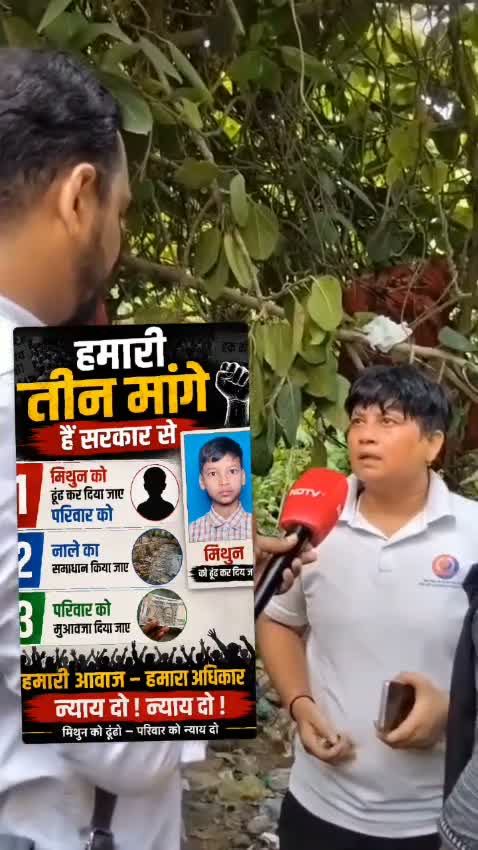 हमारी
तीन मांगे
हैं सरकार से
1
मिथुन को
ढूंढ कर दिया जाए
परिवार को
2
नाले का
समाधान किया जाए
3
परिवार को
मुआवजा दिया जाए
मिथुन
को ढूंढ कर दिय ज
हमारी आवाज – हमारा अधिकार
न्याय दो ! न्याय दो !
मिथुन को ढूंढो – परिवार को न्याय दो
NDTV